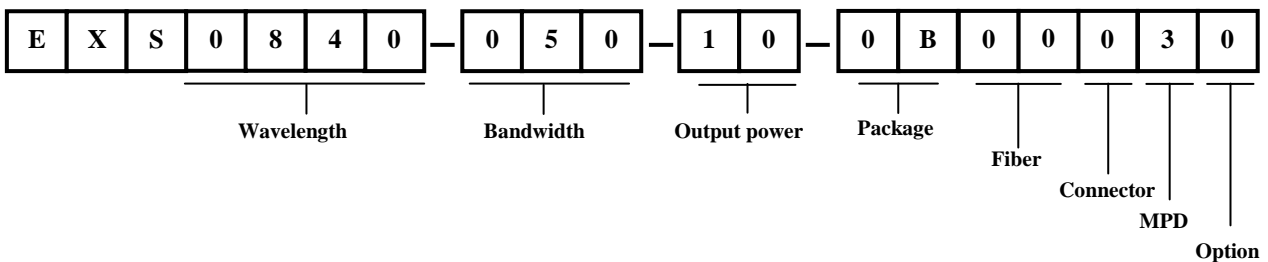 E X S 0 8 4 0 – 0 5 0 – 1 0 – 0 B 0 0 0 3 0
Wavelength Bandwidth Output power Package
Fiber
Connector
MPD
Option